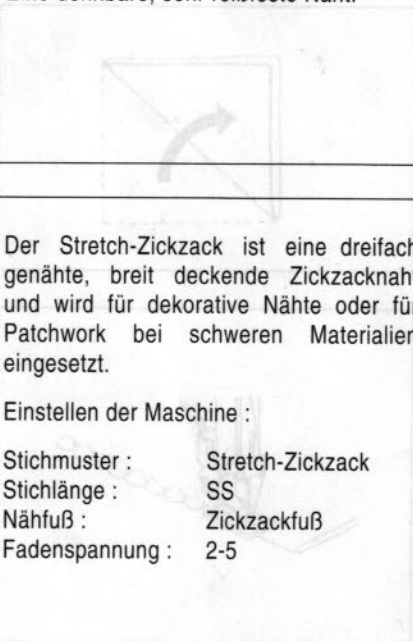 Der Stretch-Zickzack ist eine dreifach
genähte, breit deckende Zickzacknaht
und wird für dekorative Nähte oder für
Patchwork bei schweren Materialien
eingesetzt.
Einstellen der Maschine :
Stichmuster : Stretch-Zickzack
Stichlänge : SS
Nähfuß : Zickzackfuß
Fadenspannung : 2-5